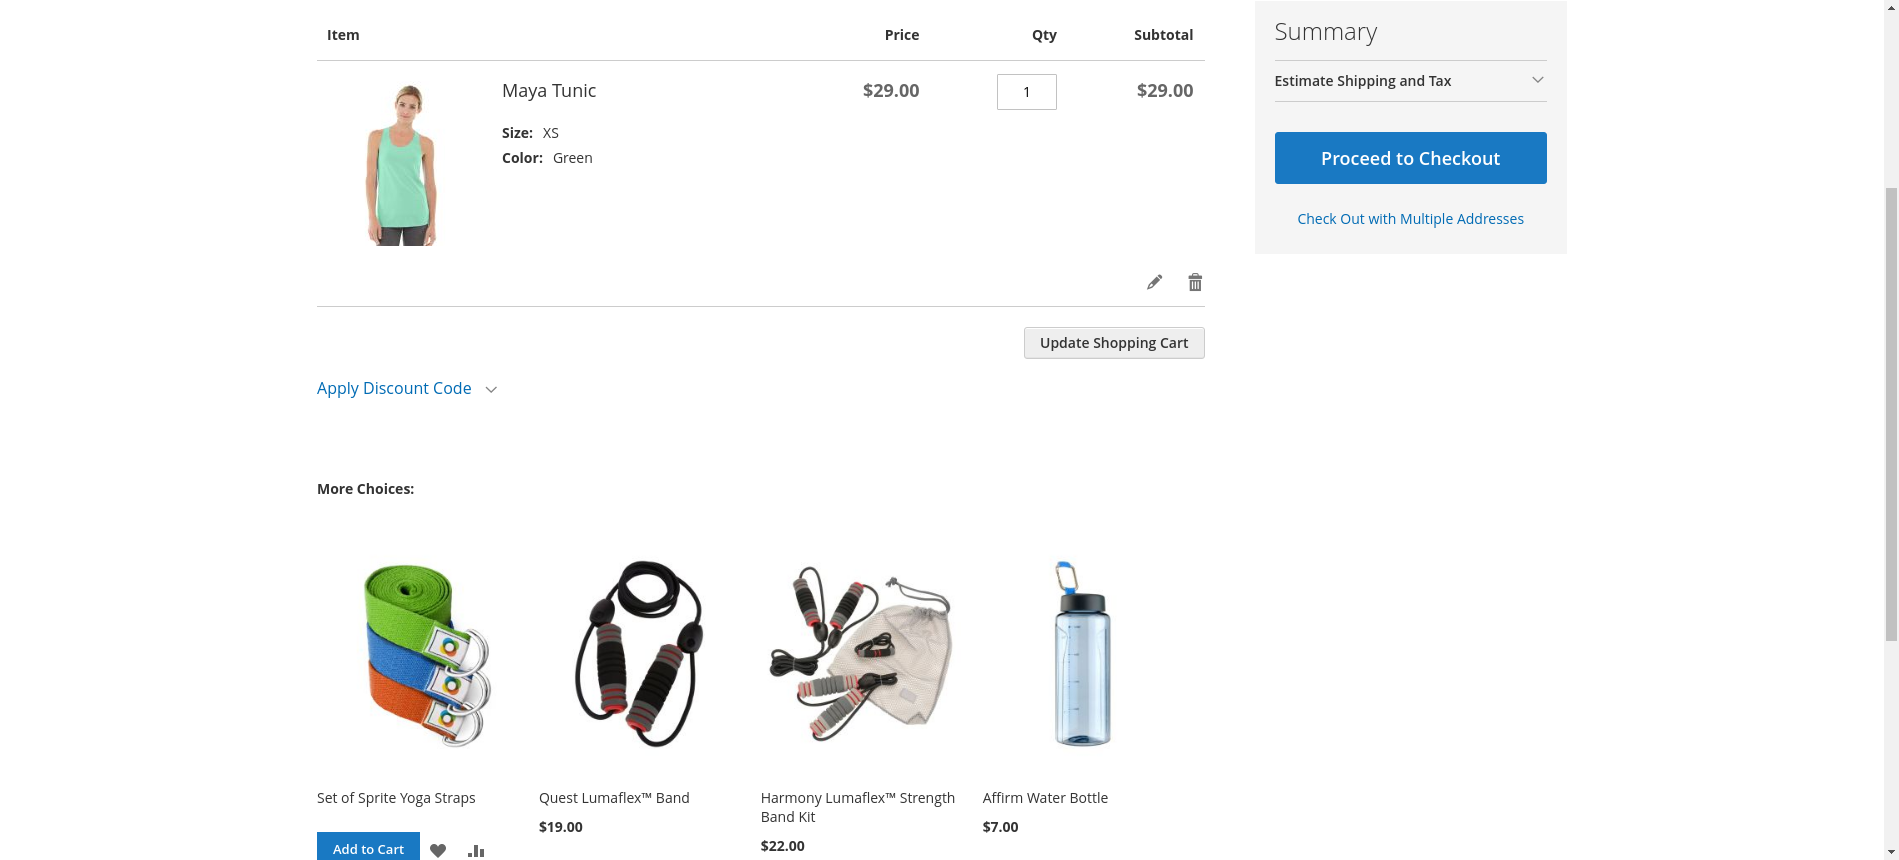 Item Price Qty Subtotal
Maya Tunic $29.00 1 $29.00
Size: XS
Color: Green
Update Shopping Cart
Apply Discount Code
Summary
Estimate Shipping and Tax
Proceed to Checkout
Check Out with Multiple Addresses
More Choices:
Set of Sprite Yoga Straps
Add to Cart
Quest Lumaflex™ Band
$19.00
Harmony Lumaflex™ Strength
Band Kit
$22.00
Affirm Water Bottle
$7.00